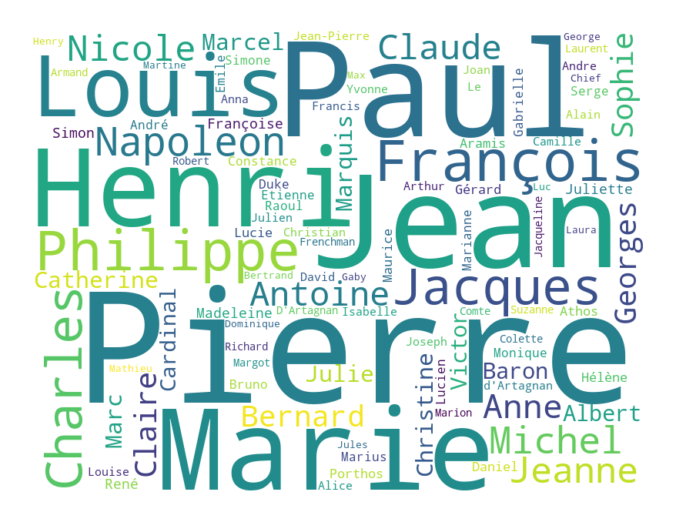 Henry
Jean-Pierre
George
Nicole
Marcel
Claude
Laurent
Louis
Paul
Sophie
Armand
Martine
Emile
Simone
Max
Yvonne
Joan
Le
Gabrielle
Andre
Chief
Serge
Anna
Francis
Simon
André
Françoise
Marquis
Alain
Napoleon
Aramis
Camille
Robert
Constance
François
Henri
Jean
Duke
Etienne
Raoul
Julien
Arthur
Gérard
Luc
Juliette
Lucie
Christian
Frenchman
Maurice
Marianne
Jacqueline
Laura
Georges
Philippe
Catherine
Bertrand
David
Gaby
Antoine
Jacques
Charles
Pierre
Cardinal
Madeleine
D'Artagnan
Isabelle
Comte
Suzanne
Athos
Dominique
Victor
Richard
Margot
Joseph
Colette
Monique
Mathieu
Bruno
Julie
Baron
d'Artagnan
Hélène
Marc
Claire
Marie
Bernard
Christine
Lucien
Marion
Anne
Albert
Jules
Marius
Michel
Louise
René
Porthos
Alice
Daniel
Jeanne